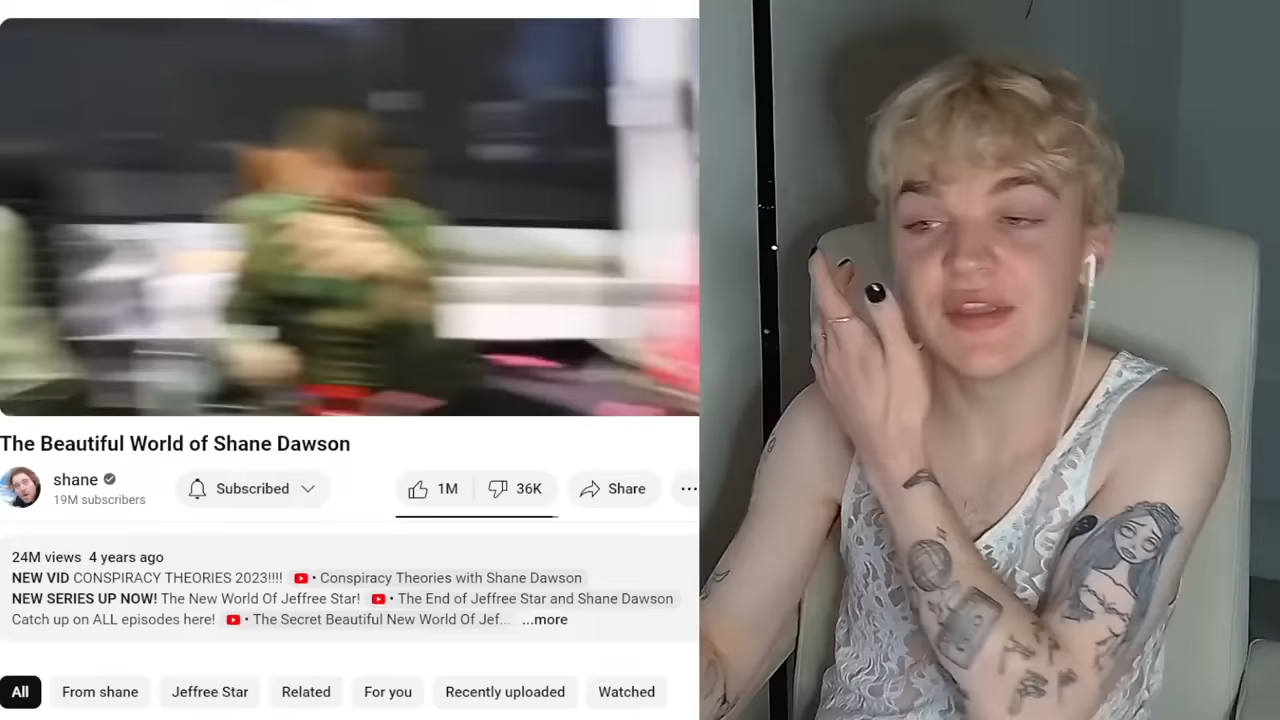 The Beautiful World of Shane Dawson
shane
19M subscribers
Subscribed
1M
36K
Share
24M views 4 years ago
NEW VID CONSPIRACY THEORIES 2023!!!! • Conspiracy Theories with Shane Dawson
NEW SERIES UP NOW! The New World Of Jeffree Star! • The End of Jeffree Star and Shane Dawson
Catch up on ALL episodes here! • The Secret Beautiful New World Of Jef... ...more
All
From shane
Jeffree Star
Related
For you
Recently uploaded
Watched